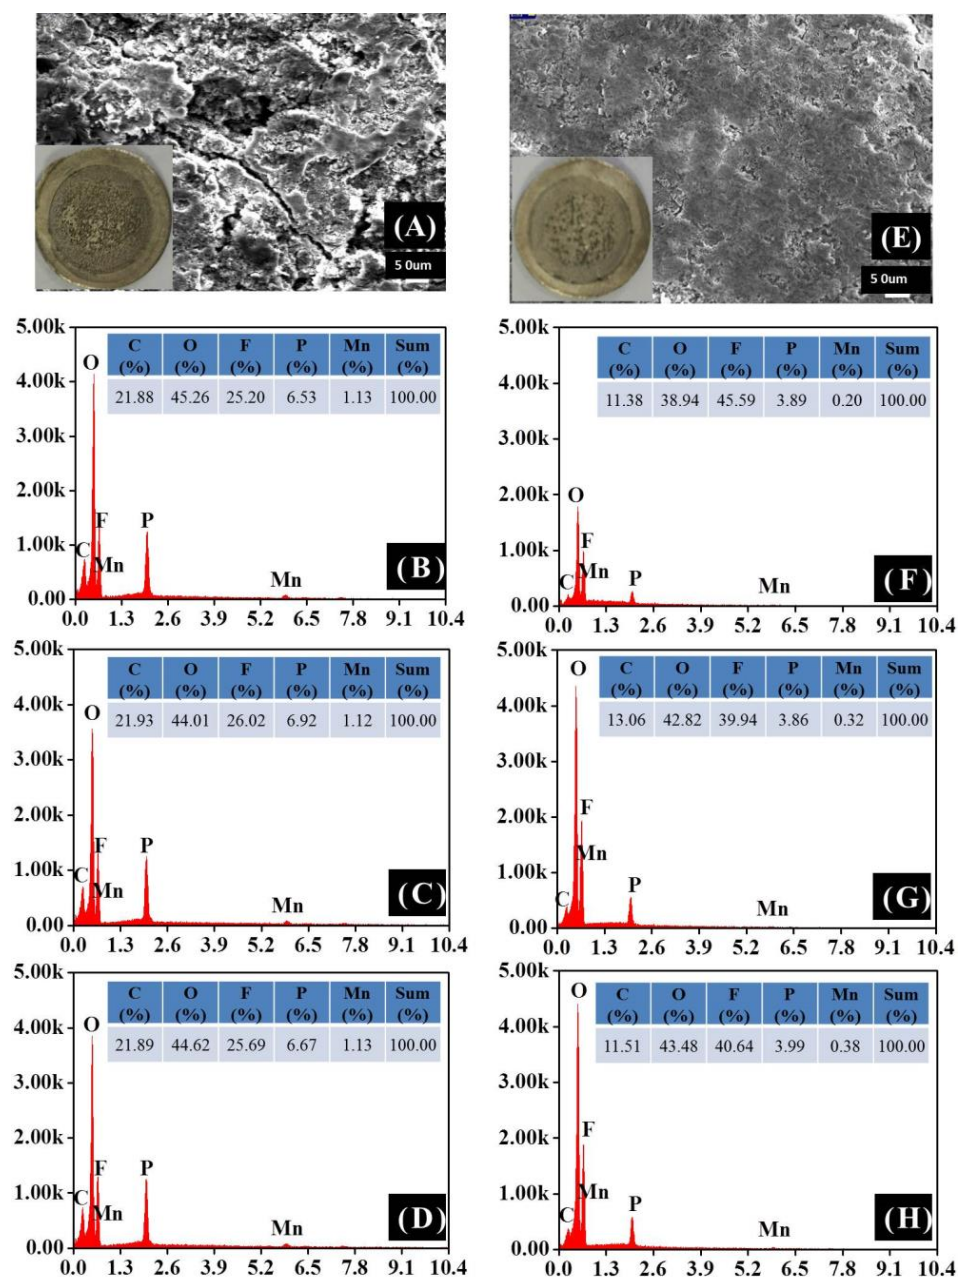 (A)
5 0um
(E)
5 0um
5.00k
4.00k
3.00k
2.00k
1.00k
0.00
C O F P Mn Sum
(%) (%) (%) (%) (%) (%)
21.88 45.26 25.20 6.53 1.13 100.00
O
F
P
C
Mn
Mn
(B)
0.0 1.3 2.6 3.9 5.2 6.5 7.8 9.1 10.4
5.00k
4.00k
3.00k
2.00k
1.00k
0.00
C O F P Mn Sum
(%) (%) (%) (%) (%) (%)
11.38 38.94 45.59 3.89 0.20 100.00
O
F
P
C
Mn
Mn
(F)
0.0 1.3 2.6 3.9 5.2 6.5 7.8 9.1 10.4
5.00k
4.00k
3.00k
2.00k
1.00k
0.00
C O F P Mn Sum
(%) (%) (%) (%) (%) (%)
21.93 44.01 26.02 6.92 1.12 100.00
O
F
P
C
Mn
Mn
(C)
0.0 1.3 2.6 3.9 5.2 6.5 7.8 9.1 10.4
5.00k
4.00k
3.00k
2.00k
1.00k
0.00
C O F P Mn Sum
(%) (%) (%) (%) (%) (%)
13.06 42.82 39.94 3.86 0.32 100.00
O
F
Mn
P
C
Mn
(G)
0.0 1.3 2.6 3.9 5.2 6.5 7.8 9.1 10.4
5.00k
4.00k
3.00k
2.00k
1.00k
0.00
C O F P Mn Sum
(%) (%) (%) (%) (%) (%)
21.89 44.62 25.69 6.67 1.13 100.00
O
F
P
C
Mn
Mn
(D)
0.0 1.3 2.6 3.9 5.2 6.5 7.8 9.1 10.4
5.00k
4.00k
3.00k
2.00k
1.00k
0.00
C O F P Mn Sum
(%) (%) (%) (%) (%) (%)
11.51 43.48 40.64 3.99 0.38 100.00
O
F
Mn
P
C
Mn
(H)
0.0 1.3 2.6 3.9 5.2 6.5 7.8 9.1 10.4